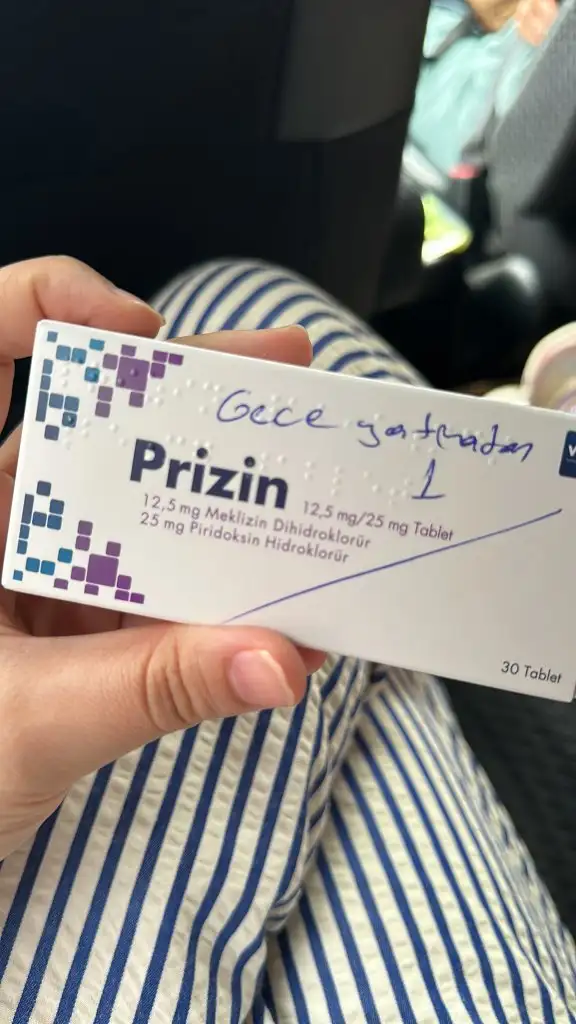 Gece yatmadan
1
Prizin
12,5 mg/25 mg Tablet
12,5 mg Meklizin Dihidroklorür
25 mg Piridoksin Hidroklorür
30 Tablet